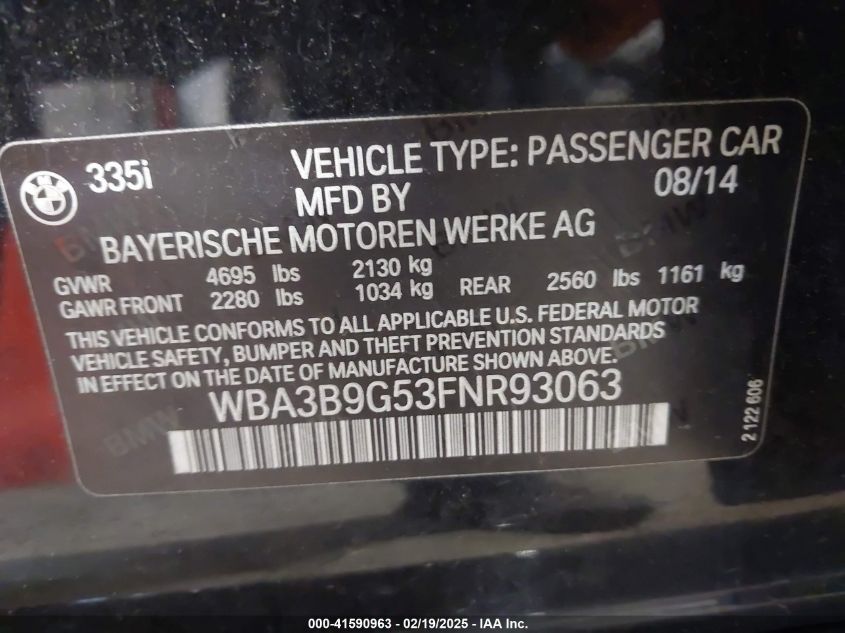 335i VEHICLE TYPE: PASSENGER CAR
MFD BY 08/14
BAYERISCHE MOTOREN WERKE AG
GVWR 4695 lbs 2130 kg
GAWR FRONT 2280 lbs 1034 kg REAR 2560 lbs 1161 kg
THIS VEHICLE CONFORMS TO ALL APPLICABLE U.S. FEDERAL MOTOR
VEHICLE SAFETY, BUMPER AND THEFT PREVENTION STANDARDS
IN EFFECT ON THE DATE OF MANUFACTURE SHOWN ABOVE.
WBA3B9G53FNR93063
2 122 606
000-41590963 - 02/19/2025 - IAA Inc.